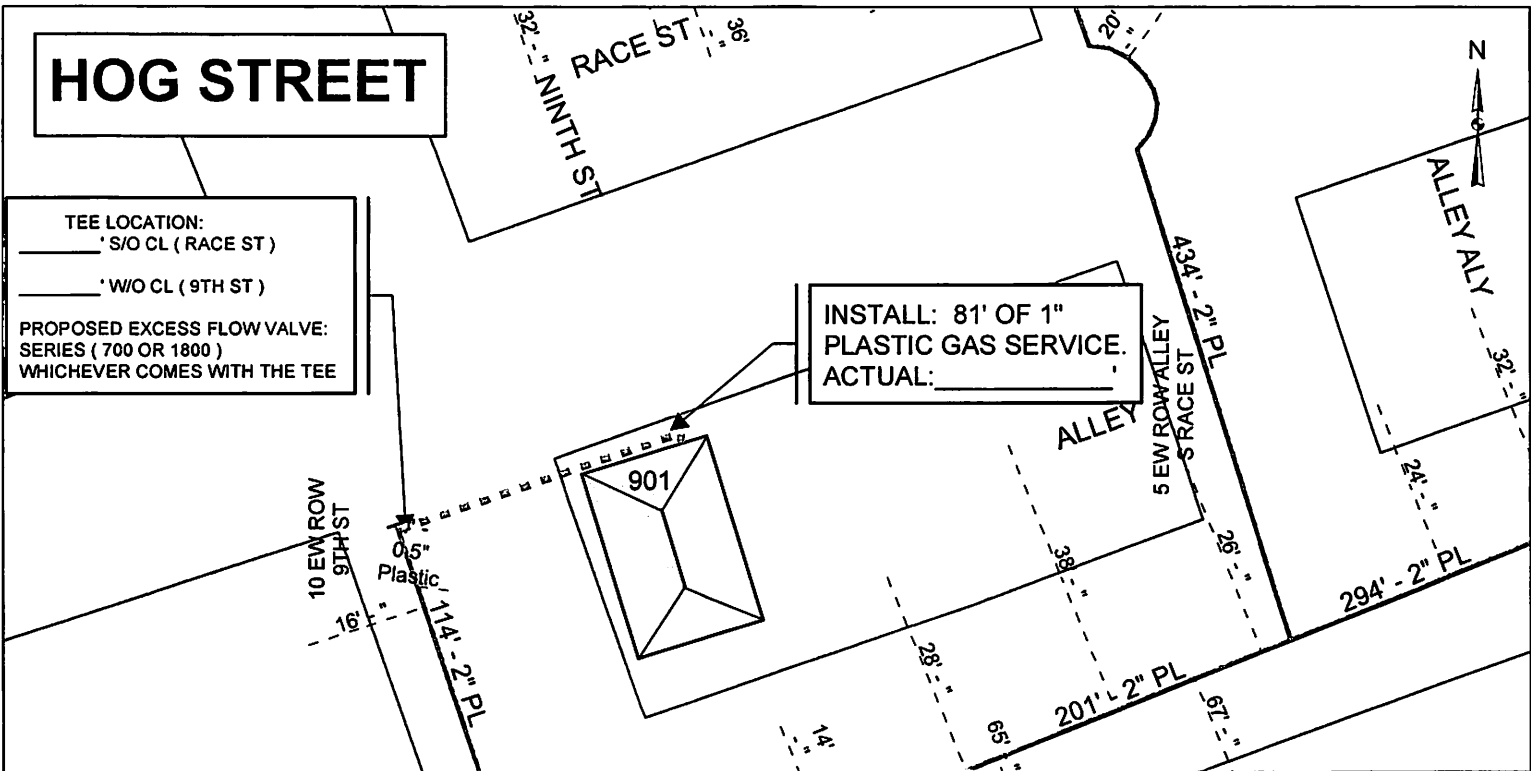 HOG STREET
32' - "
NINTH ST
RACE ST
36'
20'
N
TEE LOCATION:
________' S/O CL ( RACE ST )
________' W/O CL ( 9TH ST )
PROPOSED EXCESS FLOW VALVE:
SERIES ( 700 OR 1800 )
WHICHEVER COMES WITH THE TEE
INSTALL: 81' OF 1"
PLASTIC GAS SERVICE.
ACTUAL:______________'
434' - 2" PL
ALLEY ALY
32' - "
5 EW ROW ALLEY
S RACE ST
ALLEY
901
10 EW ROW
9TH ST
0.5"
Plastic
16' - "
114' - 2" PL
24' - "
26' - "
38' - "
28' - "
294' - 2" PL
201' - 2" PL
14'
65'
67' - "